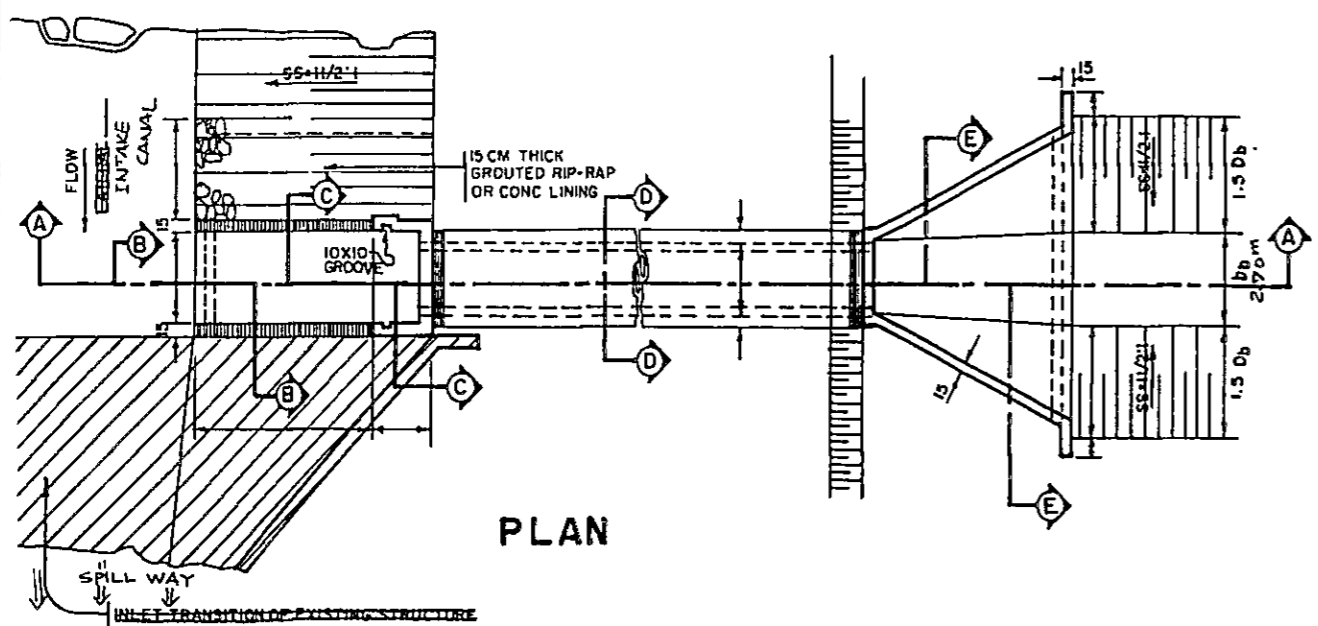 15
SS=1 1/2:1
FLOW
INTAKE
CANAL
15 CM THICK
GROUTED RIP-RAP
OR CONC LINING
E
C
D
A
B
15
10X10
GROOVE
SS=1 1/2:1
1.5 Db
A
bb
2.70m
15
D
B
C
15
SS=1 1/2:1
1.5 Db
E
PLAN
SPILL WAY
INLET TRANSITION OF EXISTING STRUCTURE